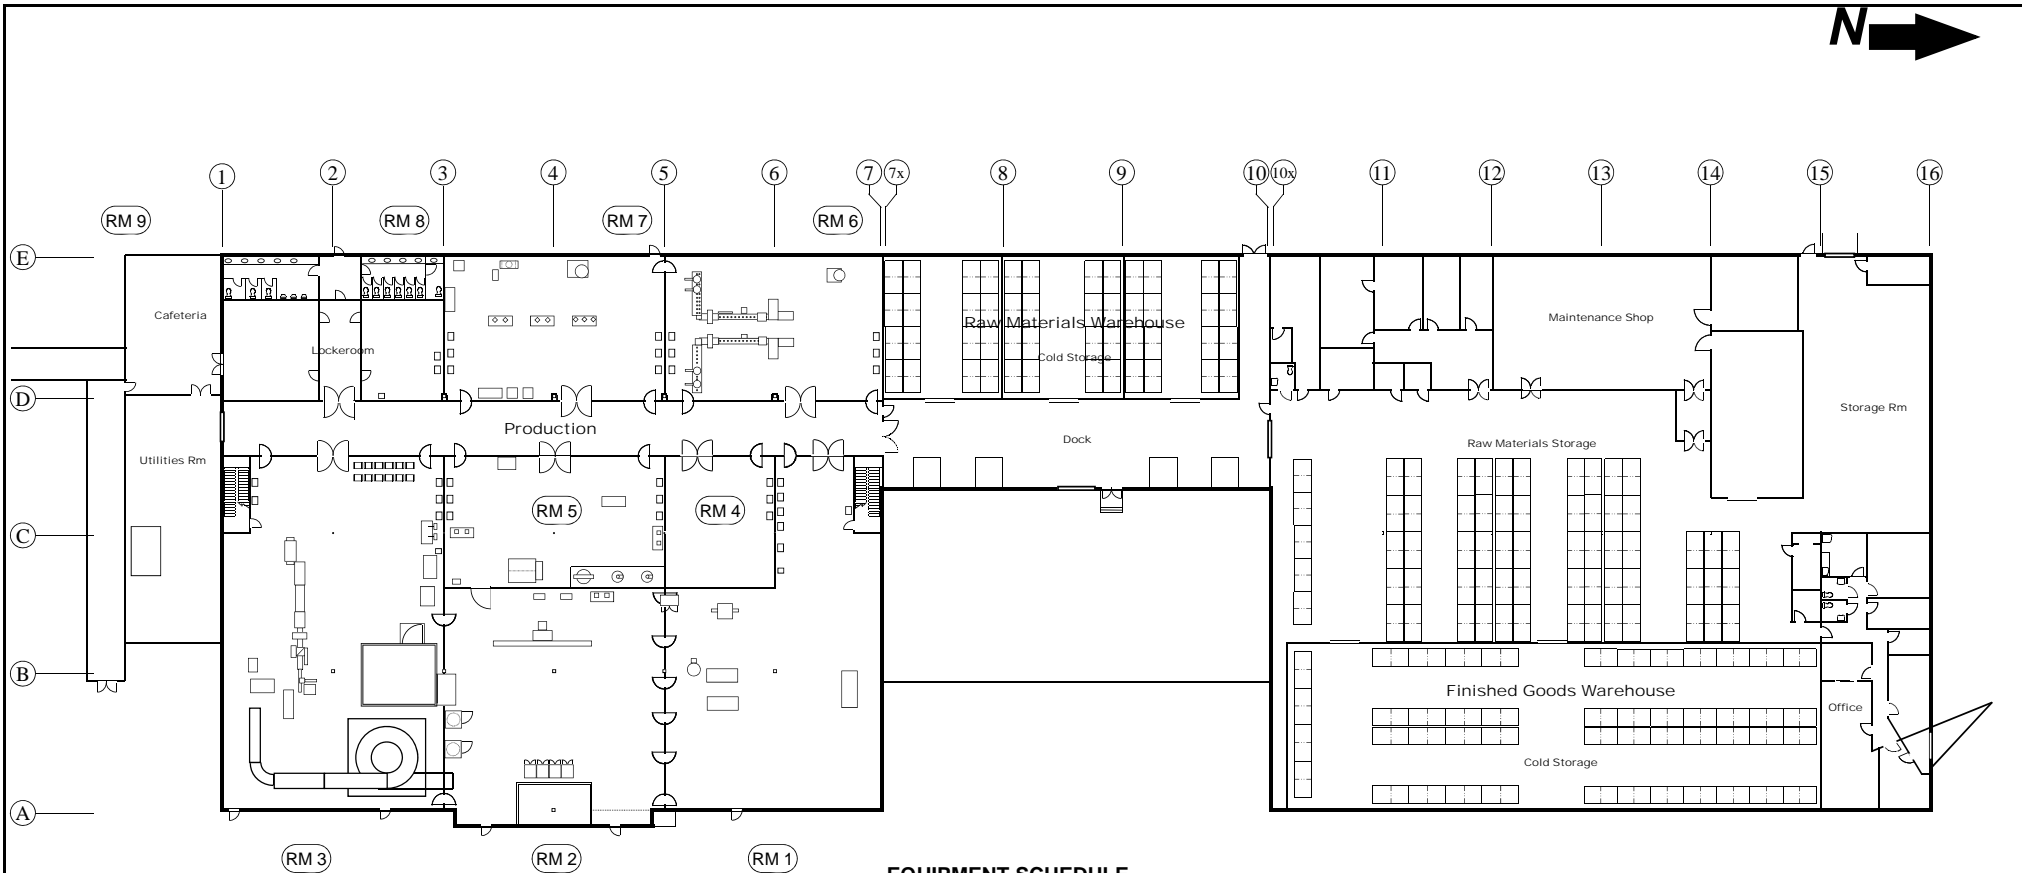 N
1 2 3 4 5 6 7 7x 8 9 10 10x 11 12 13 14 15 16
RM 9 RM 8 RM 7 RM 6
E
Cafeteria
Lockeroom
Raw Materials Warehouse
Cold Storage
Maintenance Shop
D
Production
Dock
Storage Rm
Raw Materials Storage
Utilities Rm
RM 5
RM 4
C
B
Finished Goods Warehouse
Office
Cold Storage
A
RM 3 RM 2 RM 1
EQUIPMENT SCHEDULE